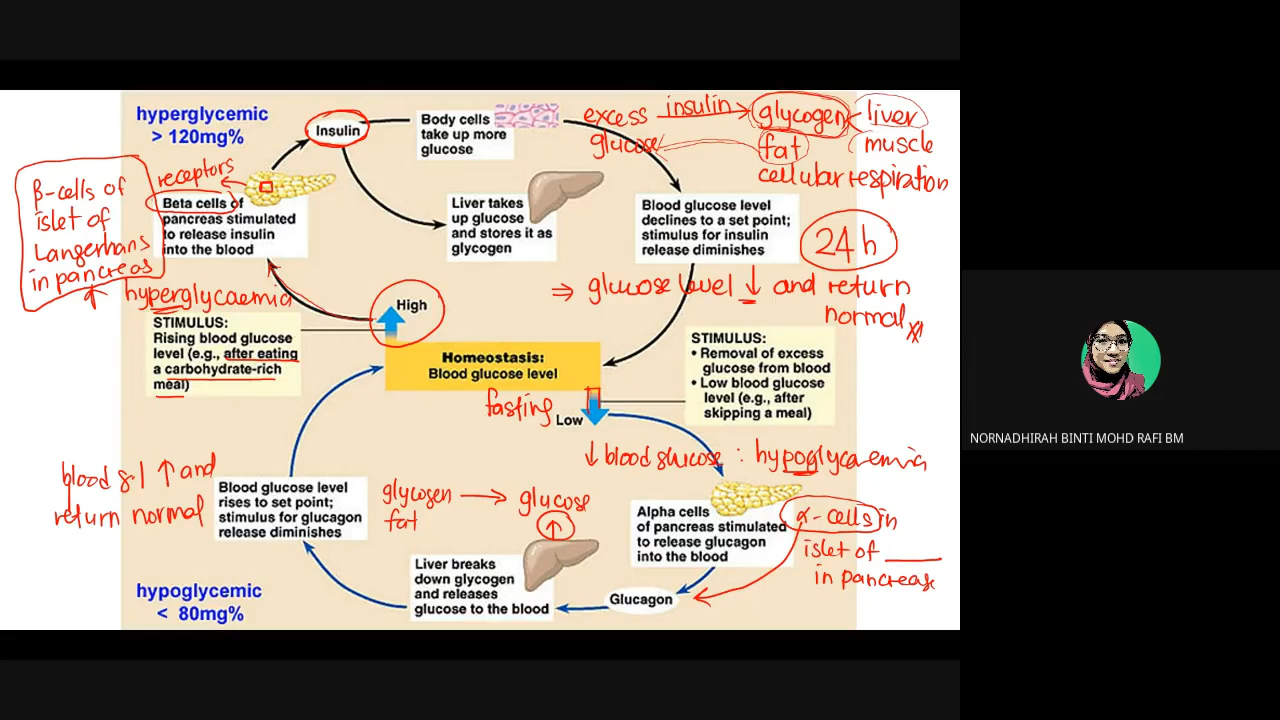 hyperglycemic
> 120mg%
Insulin
Body cells
take up more
glucose
excess insulin → glycogen
liver
glucose
fat
muscle
cellular respiration
receptors
β-cells of
islet of
Langerhans
in pancreas
Beta cells of
pancreas stimulated
to release insulin
into the blood
Liver takes
up glucose
and stores it as
glycogen
Blood glucose level
declines to a set point;
stimulus for insulin
release diminishes
24h
⇒ glucose level ↓ and return
normal
hyperglycaemia
High
STIMULUS:
Rising blood glucose
level (e.g., after eating
a carbohydrate-rich
meal)
Homeostasis:
Blood glucose level
STIMULUS:
• Removal of excess
glucose from blood
• Low blood glucose
level (e.g., after
skipping a meal)
fasting
Low
↓ blood glucose : hypoglycaemia
blood g.l ↑ and
return normal
Blood glucose level
rises to set point;
stimulus for glucagon
release diminishes
glycogen → glucose
fat
↑
Alpha cells
of pancreas stimulated
to release glucagon
into the blood
α-cells in
islet of ____
in pancrease
Liver breaks
down glycogen
and releases
glucose to the blood
Glucagon
hypoglycemic
< 80mg%
NORNADHIRAH BINTI MOHD RAFI BM